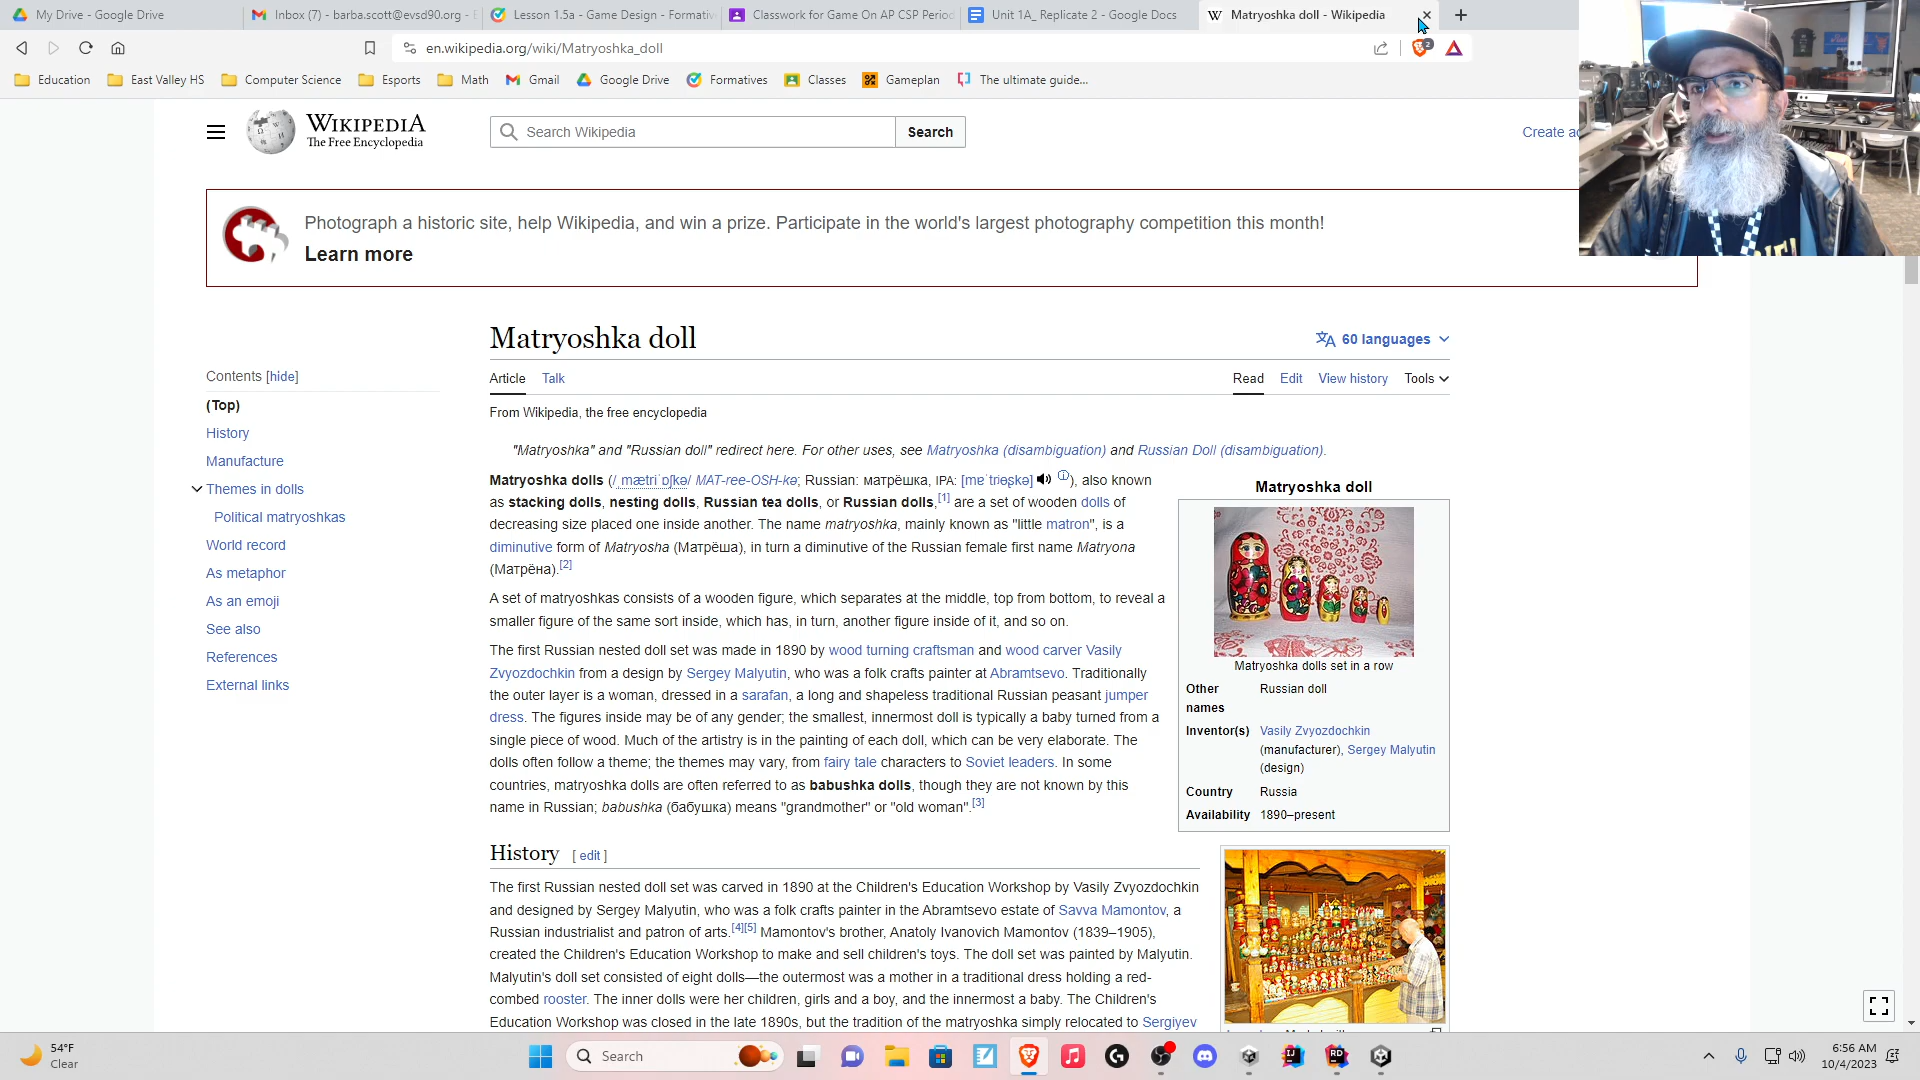 My Drive - Google Drive
Inbox (7) - barba.scott@evsd90.org -
Lesson 1.5a - Game Design - Formativ
Classwork for Game On AP CSP Period
Unit 1A_ Replicate 2 - Google Docs
Matryoshka doll - Wikipedia
en.wikipedia.org/wiki/Matryoshka_doll
2
Education
East Valley HS
Computer Science
Esports
Math
Gmail
Google Drive
Formatives
Classes
Gameplan
The ultimate guide...
WIKIPEDIA
The Free Encyclopedia
Search Wikipedia
Search
Create ac
Photograph a historic site, help Wikipedia, and win a prize. Participate in the world's largest photography competition this month!
Learn more
Matryoshka doll
60 languages
Article Talk
Read Edit View history Tools
From Wikipedia, the free encyclopedia
Contents [hide]
(Top)
History
Manufacture
Themes in dolls
Political matryoshkas
World record
As metaphor
As an emoji
See also
References
External links
"Matryoshka" and "Russian doll" redirect here. For other uses, see Matryoshka (disambiguation) and Russian Doll (disambiguation).
Matryoshka dolls (/ˌmætriˈɒʃkə/ MAT-ree-OSH-kə; Russian: матрёшка, IPA: [mɐˈtrʲɵʂkə] ⓘ), also known
as stacking dolls, nesting dolls, Russian tea dolls, or Russian dolls,[1] are a set of wooden dolls of
decreasing size placed one inside another. The name matryoshka, mainly known as "little matron", is a
diminutive form of Matryosha (Матрёша), in turn a diminutive of the Russian female first name Matryona
(Матрёна).[2]
A set of matryoshkas consists of a wooden figure, which separates at the middle, top from bottom, to reveal a
smaller figure of the same sort inside, which has, in turn, another figure inside of it, and so on.
The first Russian nested doll set was made in 1890 by wood turning craftsman and wood carver Vasily
Zvyozdochkin from a design by Sergey Malyutin, who was a folk crafts painter at Abramtsevo. Traditionally
the outer layer is a woman, dressed in a sarafan, a long and shapeless traditional Russian peasant jumper
dress. The figures inside may be of any gender; the smallest, innermost doll is typically a baby turned from a
single piece of wood. Much of the artistry is in the painting of each doll, which can be very elaborate. The
dolls often follow a theme; the themes may vary, from fairy tale characters to Soviet leaders. In some
countries, matryoshka dolls are often referred to as babushka dolls, though they are not known by this
name in Russian; babushka (бабушка) means "grandmother" or "old woman".[3]
Matryoshka doll
Matryoshka dolls set in a row
Other names Russian doll
Inventor(s) Vasily Zvyozdochkin
(manufacturer), Sergey Malyutin
(design)
Country Russia
Availability 1890–present
History [ edit ]
The first Russian nested doll set was carved in 1890 at the Children's Education Workshop by Vasily Zvyozdochkin
and designed by Sergey Malyutin, who was a folk crafts painter in the Abramtsevo estate of Savva Mamontov, a
Russian industrialist and patron of arts.[4][5] Mamontov's brother, Anatoly Ivanovich Mamontov (1839–1905),
created the Children's Education Workshop to make and sell children's toys. The doll set was painted by Malyutin.
Malyutin's doll set consisted of eight dolls—the outermost was a mother in a traditional dress holding a red-
combed rooster. The inner dolls were her children, girls and a boy, and the innermost a baby. The Children's
Education Workshop was closed in the late 1890s, but the tradition of the matryoshka simply relocated to Sergiyev
54°F
Clear
Search
6:56 AM
10/4/2023